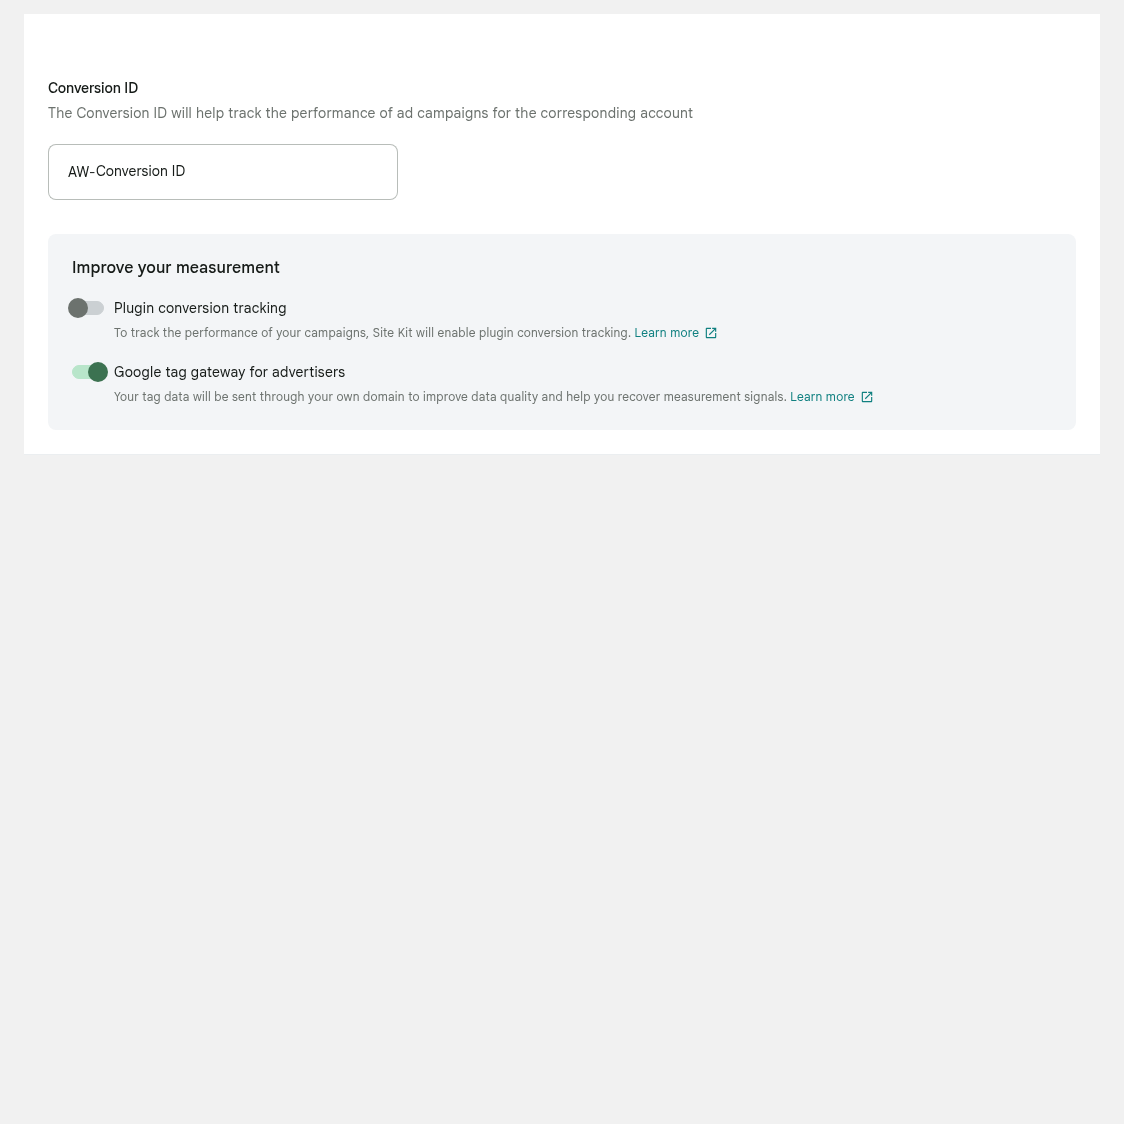 Conversion ID
The Conversion ID will help track the performance of ad campaigns for the corresponding account
AW-Conversion ID
Improve your measurement
Plugin conversion tracking
To track the performance of your campaigns, Site Kit will enable plugin conversion tracking. Learn more
Google tag gateway for advertisers
Your tag data will be sent through your own domain to improve data quality and help you recover measurement signals. Learn more